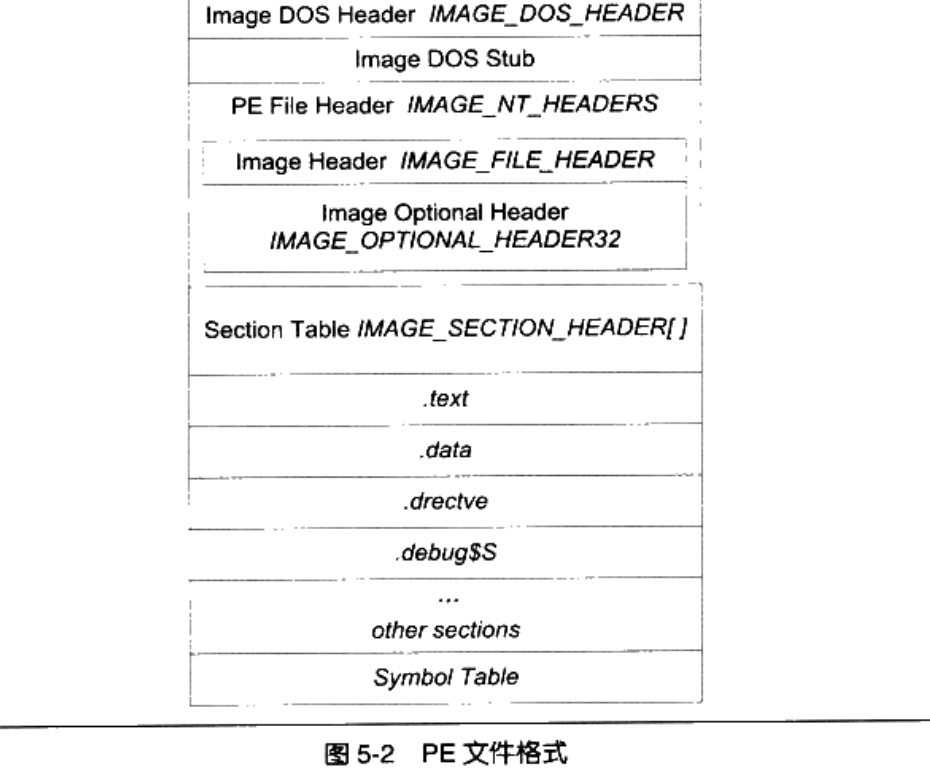 Image DOS Header IMAGE_DOS_HEADER
Image DOS Stub
PE File Header IMAGE_NT_HEADERS
Image Header IMAGE_FILE_HEADER
Image Optional Header
IMAGE_OPTIONAL_HEADER32
Section Table IMAGE_SECTION_HEADER[ ]
.text
.data
.drectve
.debug$S
...
other sections
Symbol Table
图 5-2 PE 文件格式